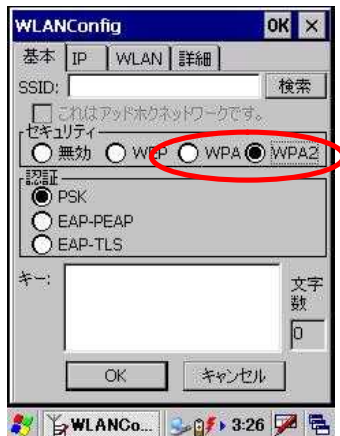 WLANConfig OK ×
基本 IP WLAN 詳細
SSID: 検索
これはアッドホクネットワークです。
セキュリティ
無効 WEP WPA WPA2
認証
PSK
EAP-PEAP
EAP-TLS
キー:
文字
数
0
OK キャンセル
WLANCo... 3:26